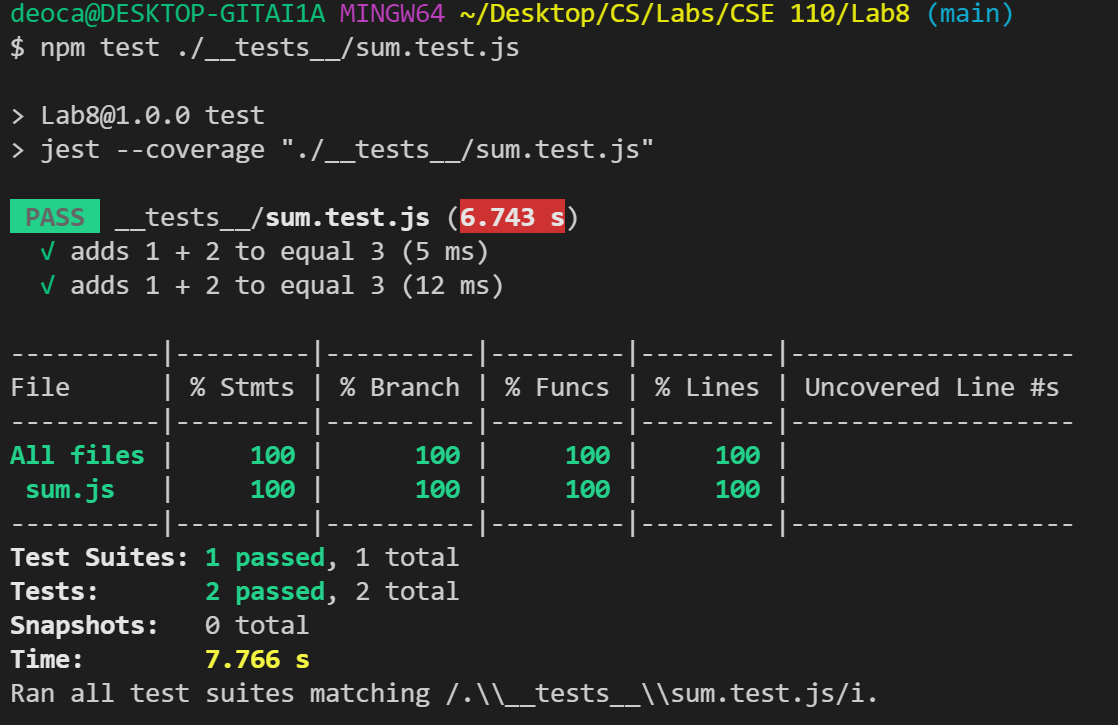 deoca@DESKTOP-GITAI1A MINGW64 ~/Desktop/CS/Labs/CSE 110/Lab8 (main)
$ npm test ./__tests__/sum.test.js

> Lab8@1.0.0 test
> jest --coverage "./__tests__/sum.test.js"

 PASS  __tests__/sum.test.js (6.743 s)
  √ adds 1 + 2 to equal 3 (5 ms)
  √ adds 1 + 2 to equal 3 (12 ms)

----------|---------|----------|---------|---------|-------------------
File      | % Stmts | % Branch | % Funcs | % Lines | Uncovered Line #s
----------|---------|----------|---------|---------|-------------------
All files |     100 |      100 |     100 |     100 |
 sum.js   |     100 |      100 |     100 |     100 |
----------|---------|----------|---------|---------|-------------------
Test Suites: 1 passed, 1 total
Tests:       2 passed, 2 total
Snapshots:   0 total
Time:        7.766 s
Ran all test suites matching /.\\__tests__\\sum.test.js/i.